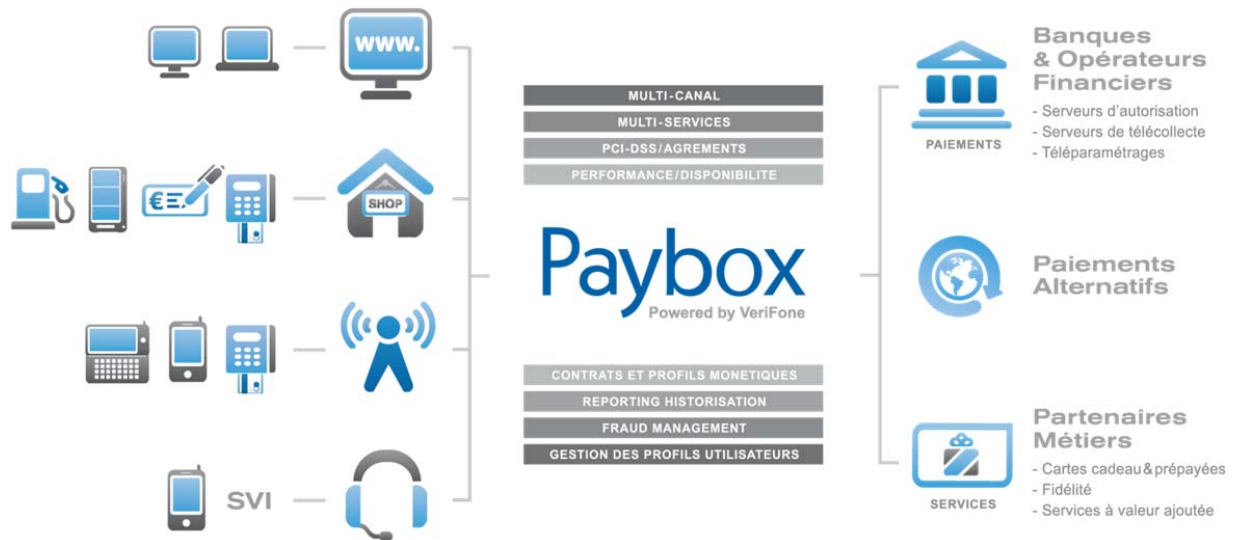 www.
SHOP
SVI
MULTI-CANAL
MULTI-SERVICES
PCI-DSS/AGREMENTS
PERFORMANCE/DISPONIBILITE
Paybox
Powered by VeriFone
CONTRATS ET PROFILS MONETIQUES
REPORTING HISTORISATION
FRAUD MANAGEMENT
GESTION DES PROFILS UTILISATEURS
PAIEMENTS
Banques
& Opérateurs
Financiers
- Serveurs d'autorisation
- Serveurs de télécollecte
- Téléparamétrages
Paiements
Alternatifs
SERVICES
Partenaires
Métiers
- Cartes cadeau & prépayées
- Fidélité
- Services à valeur ajoutée